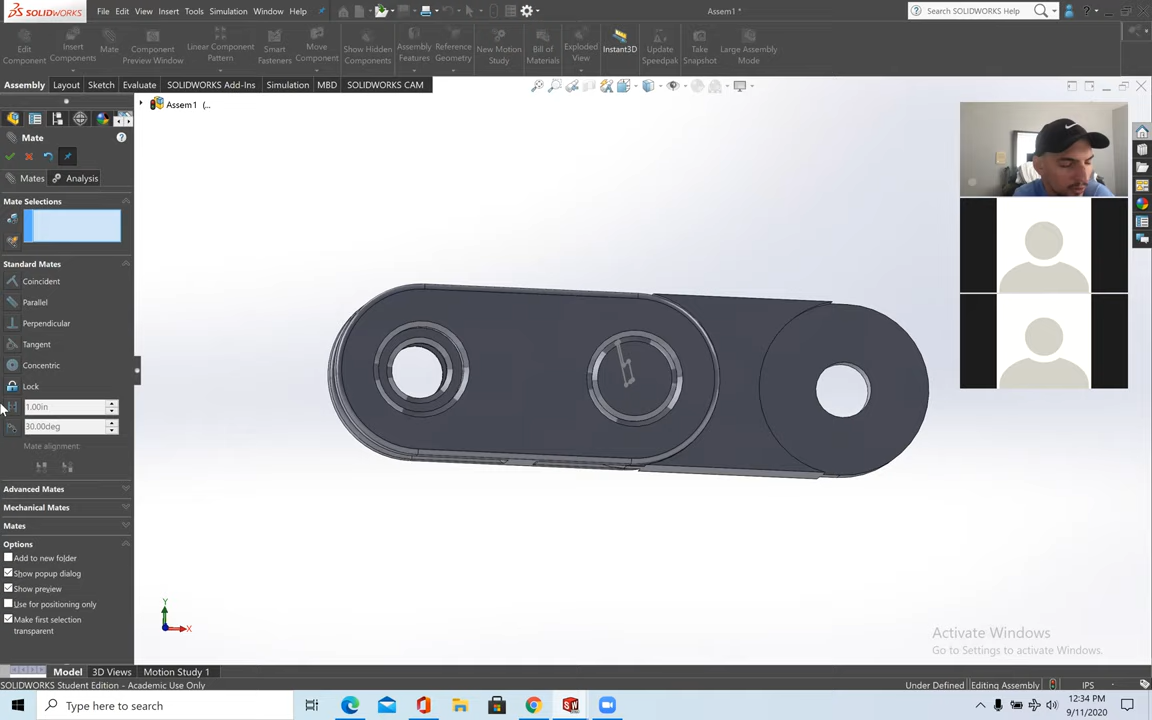 SOLIDWORKS File Edit View Insert Tools Simulation Window Help Assem1 * Search SOLIDWORKS Help
Edit Component
Insert Components
Mate
Component Preview Window
Linear Component Pattern
Smart Fasteners
Move Component
Show Hidden Components
Assembly Features
Reference Geometry
New Motion Study
Bill of Materials
Exploded View
Instant3D
Update Speedpak
Take Snapshot
Large Assembly Mode
Assembly Layout Sketch Evaluate SOLIDWORKS Add-Ins Simulation MBD SOLIDWORKS CAM
Assem1 (...
Mate
Mates Analysis
Mate Selections
Standard Mates
Coincident
Parallel
Perpendicular
Tangent
Concentric
Lock
1.00in
30.00deg
Mate alignment:
Advanced Mates
Mechanical Mates
Mates
Options
Add to new folder
Show popup dialog
Show preview
Use for positioning only
Make first selection
transparent
Y
X
Activate Windows
Go to Settings to activate Windows.
Model 3D Views Motion Study 1
SOLIDWORKS Student Edition - Academic Use Only Under Defined Editing Assembly IPS
Type here to search
12:34 PM
9/11/2020